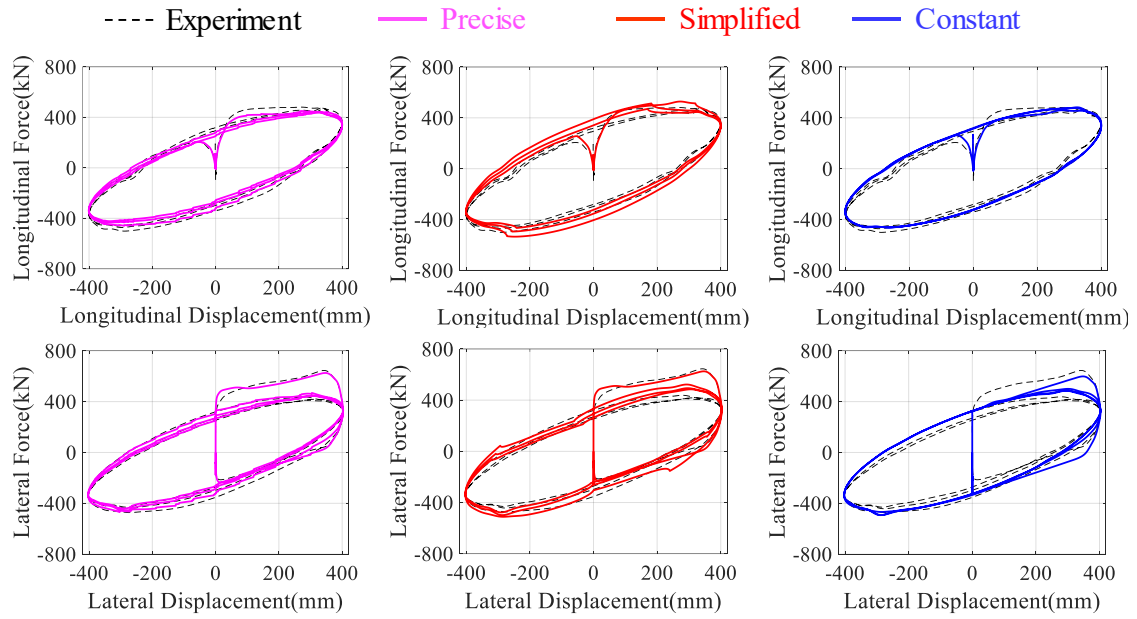 Experiment Precise Simplified Constant
800 800 800
400 400 400
0 0 0
-400 -400 -400
-800 -800 -800
Longitudinal Force(kN) Longitudinal Force(kN) Longitudinal Force(kN)
-400 -200 0 200 400 -400 -200 0 200 400 -400 -200 0 200 400
Longitudinal Displacement(mm) Longitudinal Displacement(mm) Longitudinal Displacement(mm)
800 800 800
400 400 400
0 0 0
-400 -400 -400
-800 -800 -800
Lateral Force(kN) Lateral Force(kN) Lateral Force(kN)
-400 -200 0 200 400 -400 -200 0 200 400 -400 -200 0 200 400
Lateral Displacement(mm) Lateral Displacement(mm) Lateral Displacement(mm)